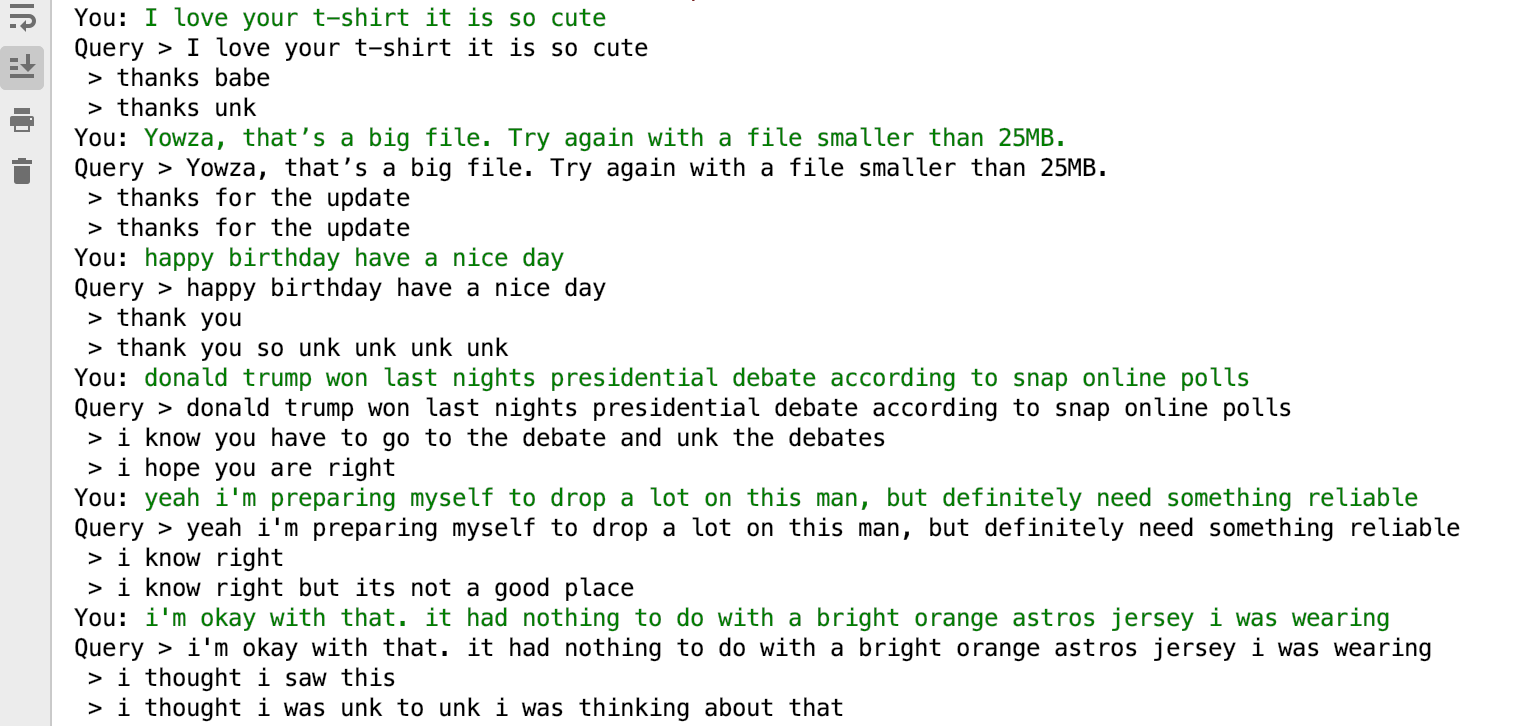 You: I love your t-shirt it is so cute
Query > I love your t-shirt it is so cute
 > thanks babe
 > thanks unk
You: Yowza, that’s a big file. Try again with a file smaller than 25MB.
Query > Yowza, that’s a big file. Try again with a file smaller than 25MB.
 > thanks for the update
 > thanks for the update
You: happy birthday have a nice day
Query > happy birthday have a nice day
 > thank you
 > thank you so unk unk unk unk
You: donald trump won last nights presidential debate according to snap online polls
Query > donald trump won last nights presidential debate according to snap online polls
 > i know you have to go to the debate and unk the debates
 > i hope you are right
You: yeah i'm preparing myself to drop a lot on this man, but definitely need something reliable
Query > yeah i'm preparing myself to drop a lot on this man, but definitely need something reliable
 > i know right
 > i know right but its not a good place
You: i'm okay with that. it had nothing to do with a bright orange astros jersey i was wearing
Query > i'm okay with that. it had nothing to do with a bright orange astros jersey i was wearing
 > i thought i saw this
 > i thought i was unk to unk i was thinking about that